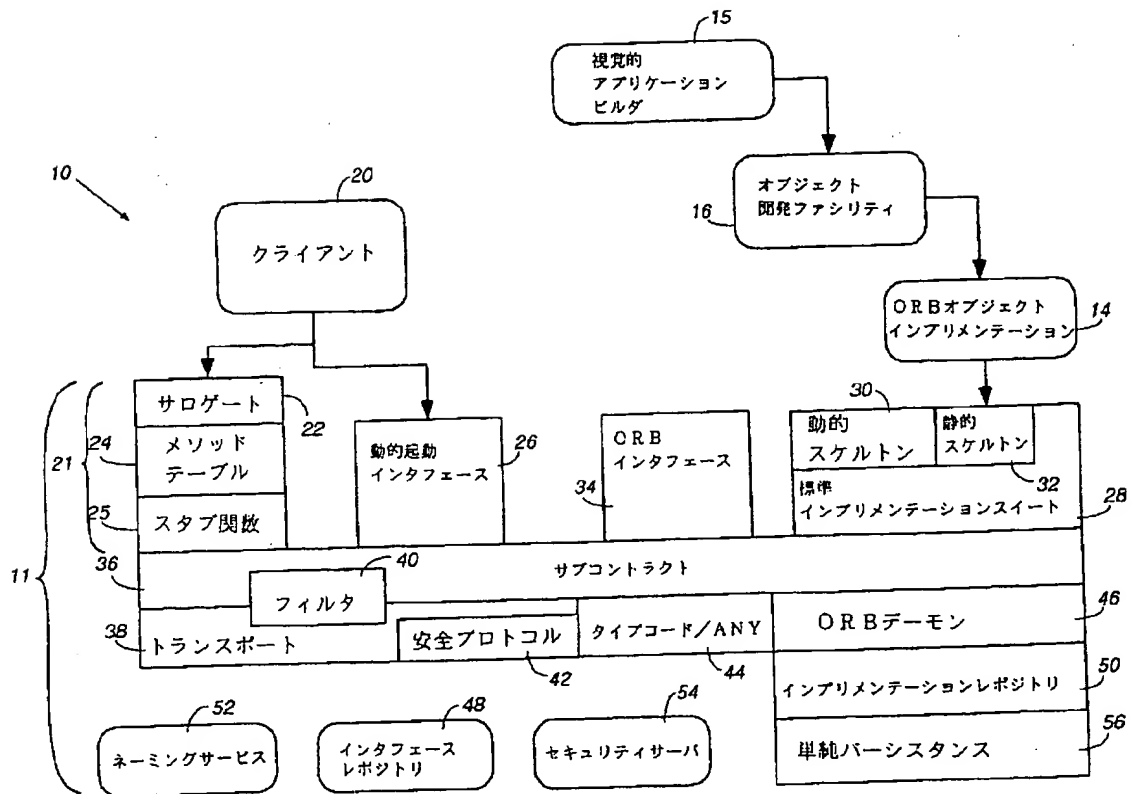 15
視覚的
アプリケーション
ビルダ
10
20
クライアント
オブジェクト
開発ファシリティ
16
ORBオブジェクト
インプリメンテーション
14
サロゲート
22
24
メソッド
テーブル
21
25
スタブ関数
動的起動
インタフェース
26
ORB
インタフェース
34
30
動的
スケルトン
静的
スケルトン
32
標準
インプリメンテーションスイート
28
11
36
サブコントラクト
40
フィルタ
38
トランスポート
安全プロトコル
42
タイプコード/ANY
44
ORBデーモン
46
インプリメンテーションレポジトリ
50
単純パーシスタンス
56
52
ネーミングサービス
48
インタフェース
レポジトリ
54
セキュリティサーバ